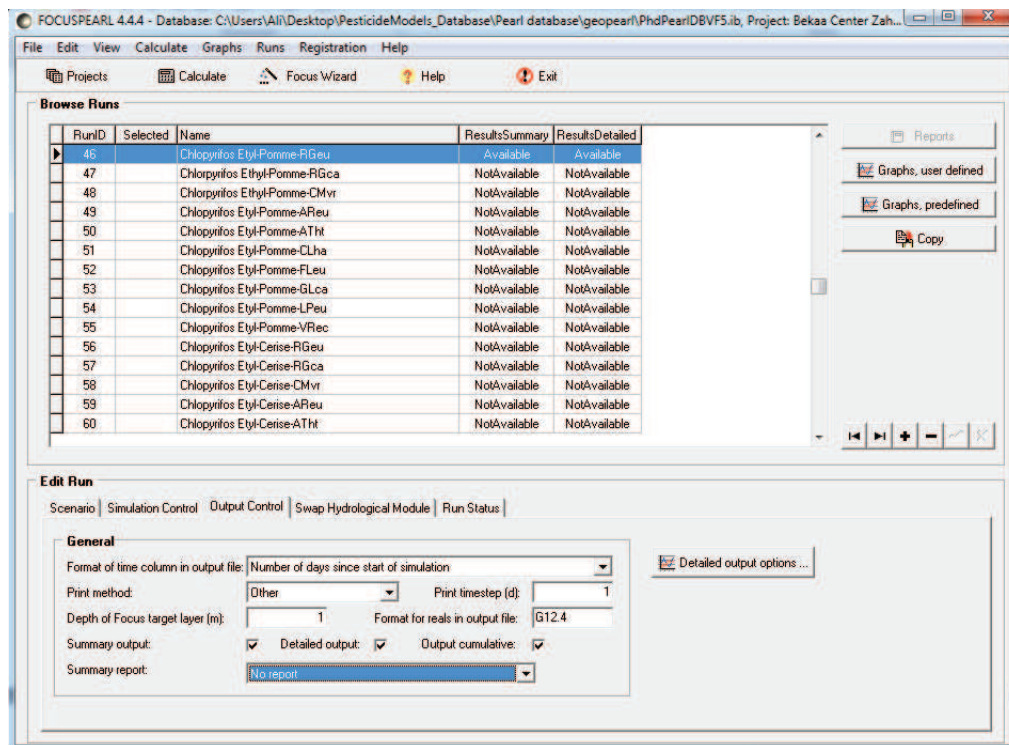 FOCUSPEARL 4.4.4 - Database: C:\Users\Ali\Desktop\PesticideModels_Database\Pearl database\geopearl\PhdPearlDBVF5.ib, Project: Bekaa Center Zah...
File Edit View Calculate Graphs Runs Registration Help
Projects Calculate Focus Wizard Help Exit
Browse Runs
RunID Selected Name ResultsSummary ResultsDetailed
46 Chlopyrifos Etyl-Pomme-RGeu Available Available
47 Chlorpyrifos Ethyl-Pomme-RGca NotAvailable NotAvailable
48 Chlorpyrifos Ethyl-Pomme-CMvr NotAvailable NotAvailable
49 Chlopyrifos Etyl-Pomme-AReu NotAvailable NotAvailable
50 Chlopyrifos Etyl-Pomme-ATht NotAvailable NotAvailable
51 Chlopyrifos Etyl-Pomme-CLha NotAvailable NotAvailable
52 Chlopyrifos Etyl-Pomme-FLeu NotAvailable NotAvailable
53 Chlopyrifos Etyl-Pomme-GLca NotAvailable NotAvailable
54 Chlopyrifos Etyl-Pomme-LPeu NotAvailable NotAvailable
55 Chlopyrifos Etyl-Pomme-VRec NotAvailable NotAvailable
56 Chlopyrifos Etyl-Cerise-RGeu NotAvailable NotAvailable
57 Chlopyrifos Etyl-Cerise-RGca NotAvailable NotAvailable
58 Chlopyrifos Etyl-Cerise-CMvr NotAvailable NotAvailable
59 Chlopyrifos Etyl-Cerise-AReu NotAvailable NotAvailable
60 Chlopyrifos Etyl-Cerise-ATht NotAvailable NotAvailable
Reports
Graphs, user defined
Graphs, predefined
Copy
Edit Run
Scenario Simulation Control Output Control Swap Hydrological Module Run Status
General
Format of time column in output file: Number of days since start of simulation
Print method: Other Print timestep (d): 1
Depth of Focus target layer (m): 1 Format for reals in output file: G12.4
Summary output: Detailed output: Output cumulative:
Summary report: No report
Detailed output options ...